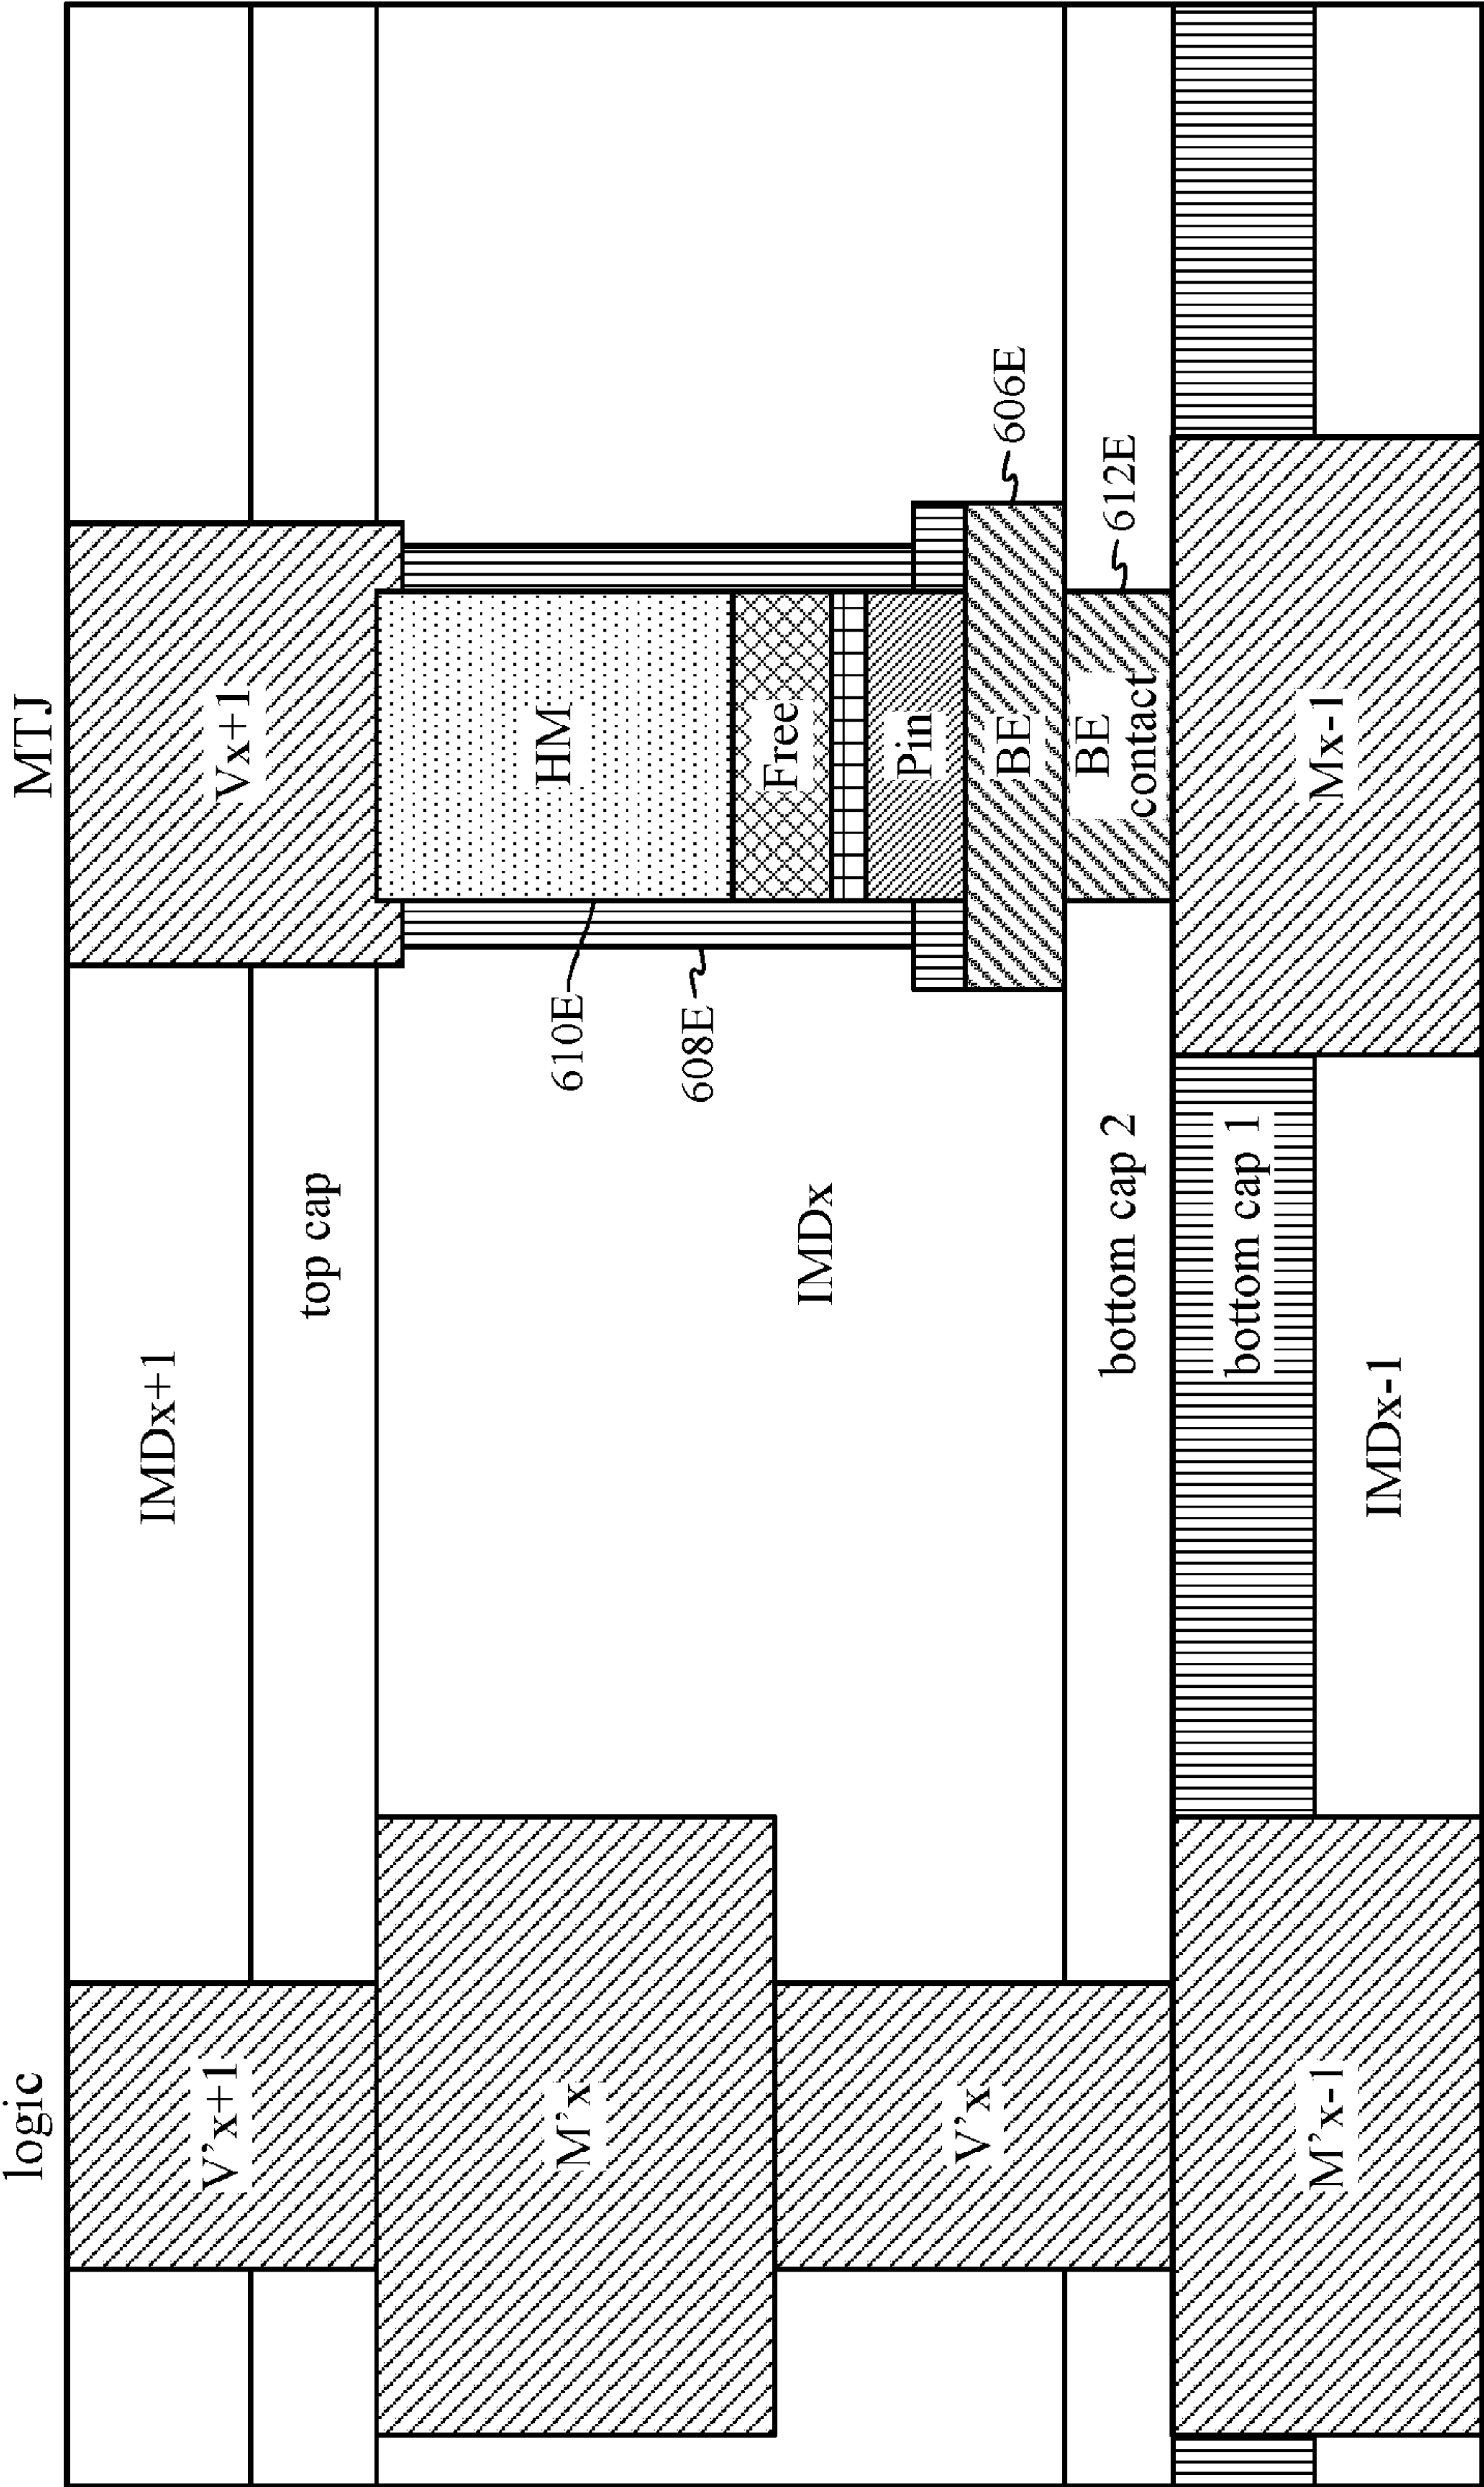 logic
MTJ
V'x+1
IMDx+1
Vx+1
top cap
M'x
HM
610E
608E
Free
IMDx
Pin
V'x
BE
606E
bottom cap 2
BE
contact
612E
M'x-1
bottom cap 1
IMDx-1
Mx-1